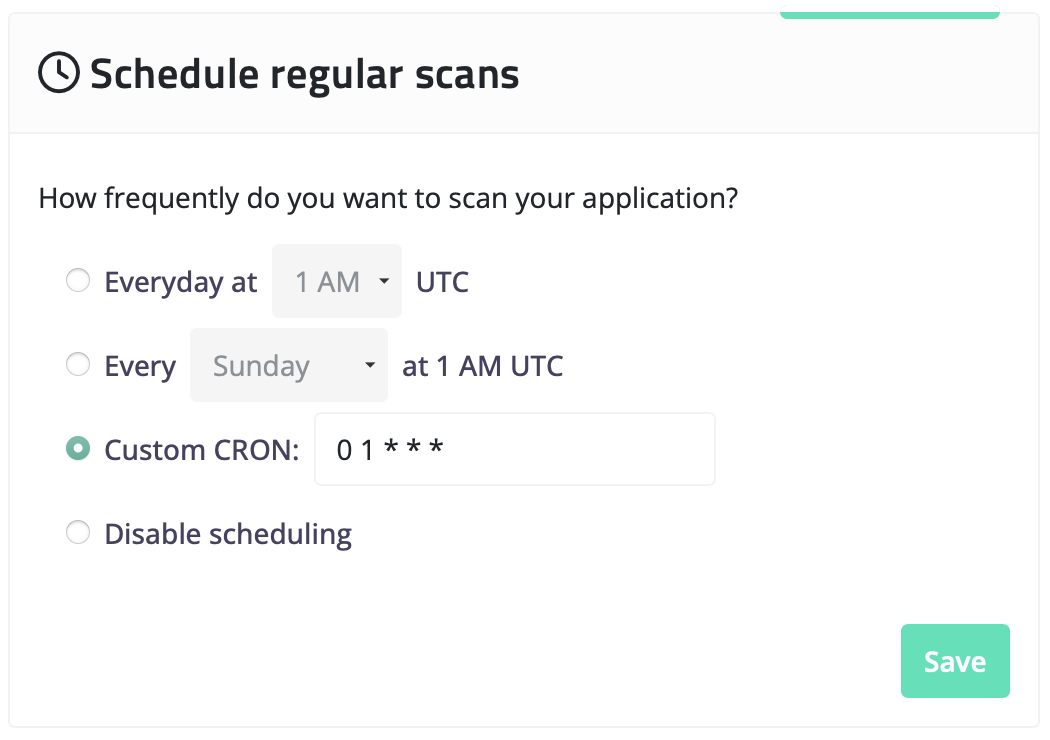 Schedule regular scans
How frequently do you want to scan your application?
Everyday at 1 AM UTC
Every Sunday at 1 AM UTC
Custom CRON: 0 1 * * *
Disable scheduling
Save